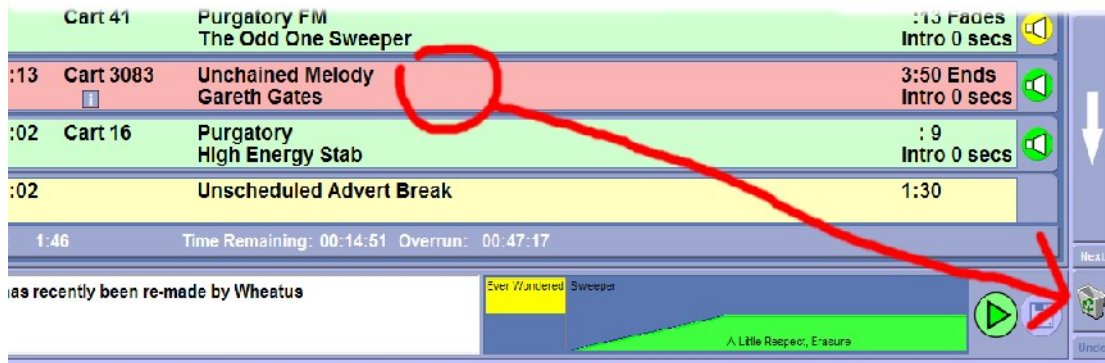 Cart 41 Purgatory FM :13 Fades
The Odd One Sweeper Intro 0 secs
:13 Cart 3083 Unchained Melody 3:50 Ends
i Gareth Gates Intro 0 secs
:02 Cart 16 Purgatory : 9
High Energy Stab Intro 0 secs
:02 Unscheduled Advert Break 1:30
1:46 Time Remaining: 00:14:51 Overrun: 00:47:17
Next
as recently been re-made by Wheatus
Ever Wondered Sweeper
A Little Respect, Erasure
Undo